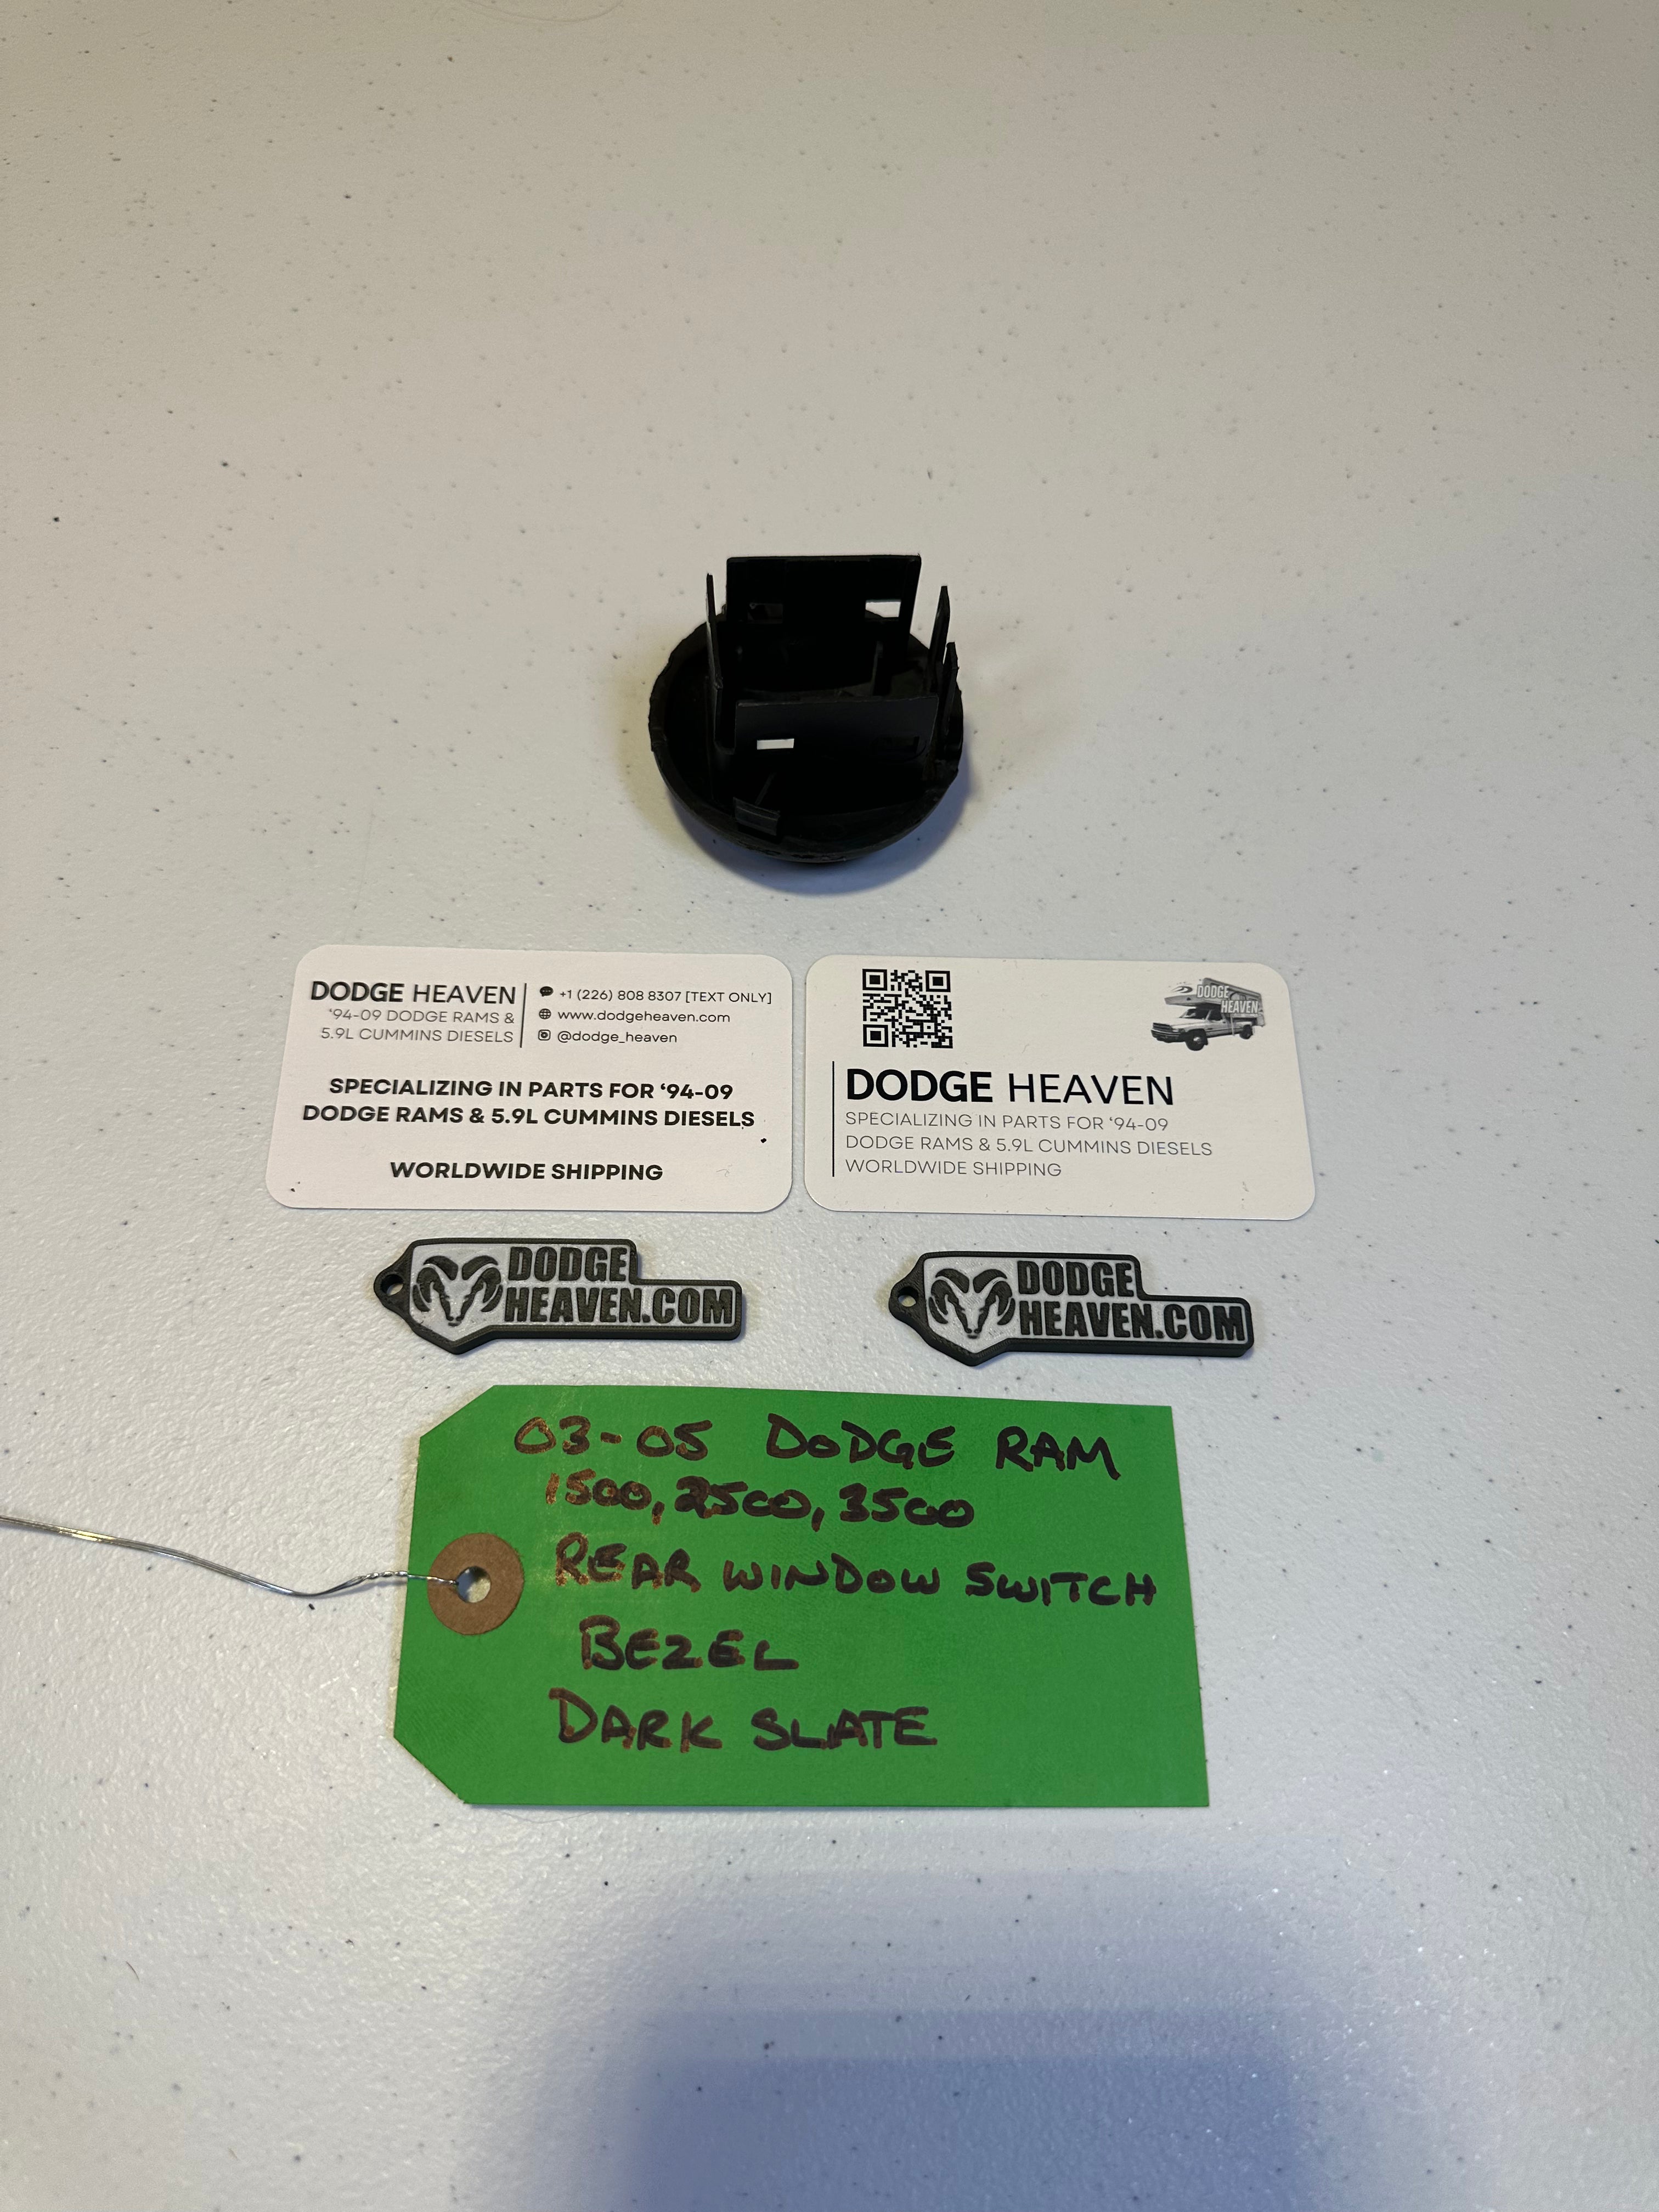 DODGE HEAVEN
'94-09 DODGE RAMS &
5.9L CUMMINS DIESELS
+1 (226) 808 8307 [TEXT ONLY]
www.dodgeheaven.com
@dodge_heaven
SPECIALIZING IN PARTS FOR '94-09
DODGE RAMS & 5.9L CUMMINS DIESELS
WORLDWIDE SHIPPING
DODGE
HEAVEN
DODGE HEAVEN
SPECIALIZING IN PARTS FOR '94-09
DODGE RAMS & 5.9L CUMMINS DIESELS
WORLDWIDE SHIPPING
DODGE
HEAVEN.COM
DODGE
HEAVEN.COM
03-05 DODGE RAM
1500, 2500, 3500
REAR WINDOW SWITCH
BEZEL
DARK SLATE